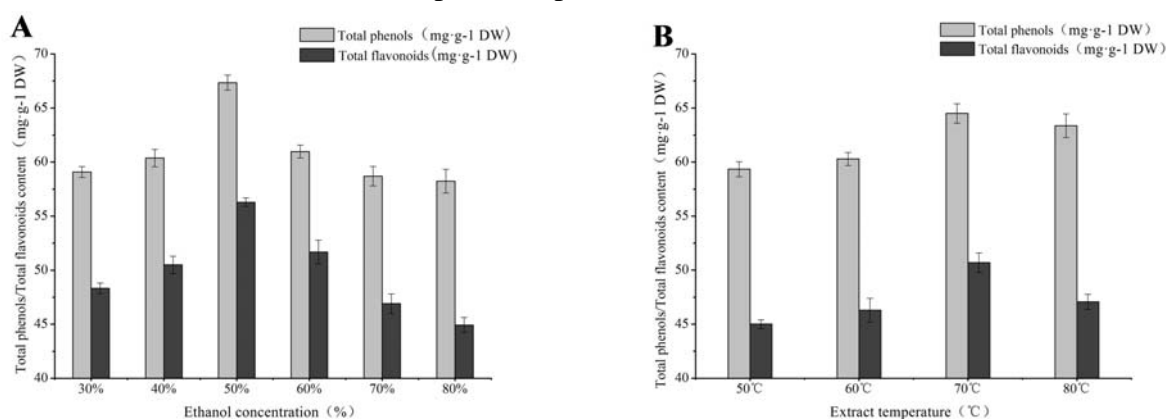 A
Total phenols（mg·g-1 DW）
Total flavonoids(mg·g-1 DW)
Total phenols/Total flavonoids content（mg·g-1 DW）
70
65
60
55
50
45
40
30%
40%
50%
60%
70%
80%
Ethanol concentration（%）
B
Total phenols（mg·g-1 DW）
Total flavonoids（mg·g-1 DW）
Total phenols/Total flavonoids content（mg·g-1 DW）
70
65
60
55
50
45
40
50℃
60℃
70℃
80℃
Extract temperature（℃）